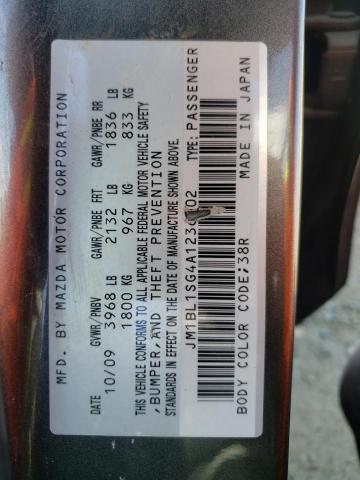 MFD. BY MAZDA MOTOR CORPORATION
GVWR/PNBV GAWR/PNBE FRT GAWR/PNBE RR
DATE 3968 LB 2132 LB 1836 LB
10/09 1800 KG 967 KG 833 KG
THIS VEHICLE CONFORMS TO ALL APPLICABLE FEDERAL MOTOR VEHICLE SAFETY
,BUMPER,AND THEFT PREVENTION
STANDARDS IN EFFECT ON THE DATE OF MANUFACTURE SHOWN ABOVE.
TYPE: PASSENGER
BODY COLOR CODE;38R MADE IN JAPAN